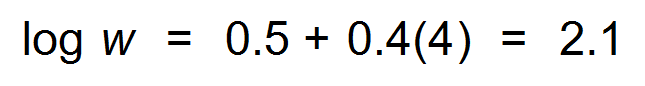 log w = 0.5 + 0.4(4) = 2.1